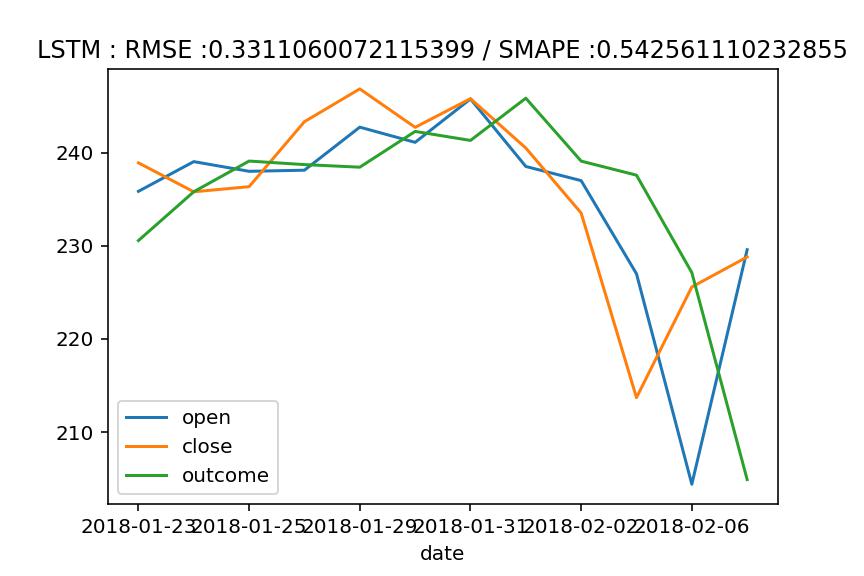 LSTM : RMSE :0.3311060072115399 / SMAPE :0.542561110232855
240
230
220
210
open
close
outcome
2018-01-23 2018-01-25 2018-01-29 2018-01-31 2018-02-02 2018-02-06
date